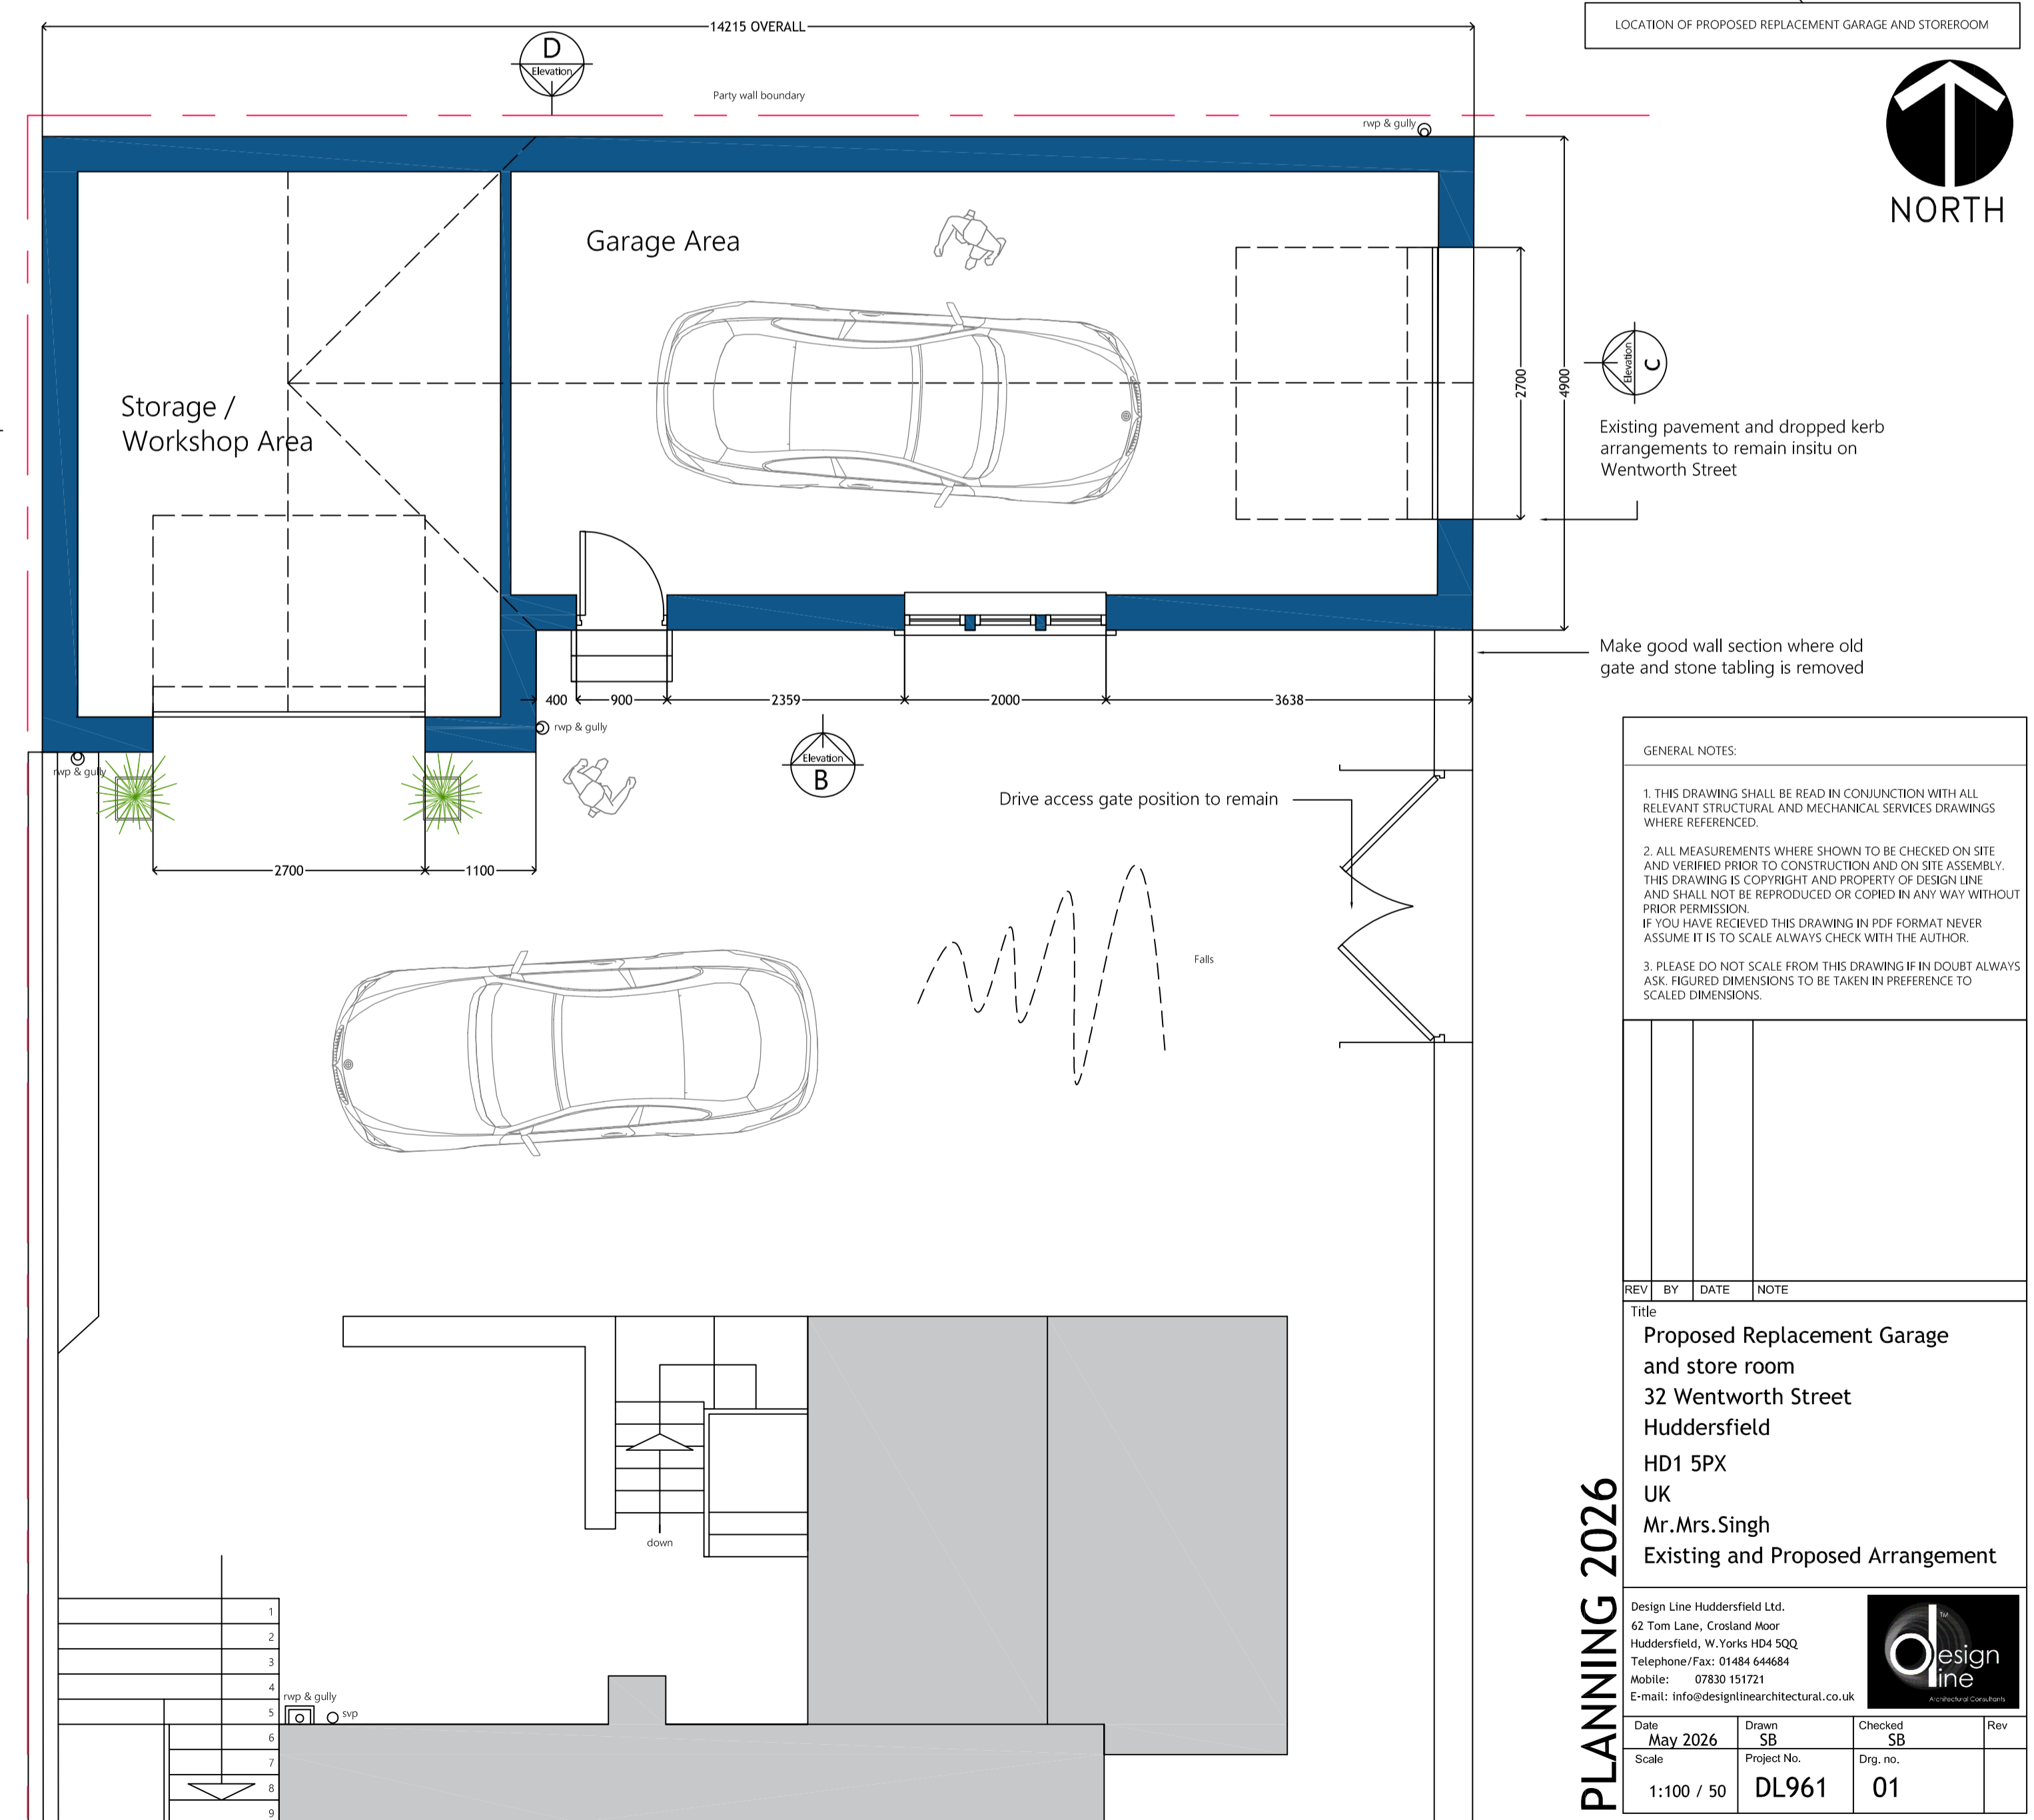 14215 OVERALL
LOCATION OF PROPOSED REPLACEMENT GARAGE AND STOREROOM
D
Elevation
Party wall boundary
rwp & gully
NORTH
Garage Area
Storage /
Workshop Area
2700
4900
Elevation
C
Existing pavement and dropped kerb
arrangements to remain insitu on
Wentworth Street
Make good wall section where old
gate and stone tabling is removed
400
900
2359
2000
3638
rwp & gully
rwp & gully
Elevation
B
Drive access gate position to remain
2700
1100
Falls
GENERAL NOTES:
1. THIS DRAWING SHALL BE READ IN CONJUNCTION WITH ALL
RELEVANT STRUCTURAL AND MECHANICAL SERVICES DRAWINGS
WHERE REFERENCED.
2. ALL MEASUREMENTS WHERE SHOWN TO BE CHECKED ON SITE
AND VERIFIED PRIOR TO CONSTRUCTION AND ON SITE ASSEMBLY.
THIS DRAWING IS COPYRIGHT AND PROPERTY OF DESIGN LINE
AND SHALL NOT BE REPRODUCED OR COPIED IN ANY WAY WITHOUT
PRIOR PERMISSION.
IF YOU HAVE RECIEVED THIS DRAWING IN PDF FORMAT NEVER
ASSUME IT IS TO SCALE ALWAYS CHECK WITH THE AUTHOR.
3. PLEASE DO NOT SCALE FROM THIS DRAWING IF IN DOUBT ALWAYS
ASK. FIGURED DIMENSIONS TO BE TAKEN IN PREFERENCE TO
SCALED DIMENSIONS.
REV BY DATE NOTE
Title
Proposed Replacement Garage
and store room
32 Wentworth Street
Huddersfield
HD1 5PX
UK
Mr.Mrs.Singh
Existing and Proposed Arrangement
PLANNING 2026
down
1
2
3
4
5
6
7
8
9
rwp & gully
svp
Design Line Huddersfield Ltd.
62 Tom Lane, Crosland Moor
Huddersfield, W.Yorks HD4 5QQ
Telephone/Fax: 01484 644684
Mobile: 07830 151721
E-mail: info@designlinearchitectural.co.uk
TM
design
line
Architectural Consultants
Date
May 2026
Drawn
SB
Checked
SB
Rev
Scale
1:100 / 50
Project No.
DL961
Drg. no.
01